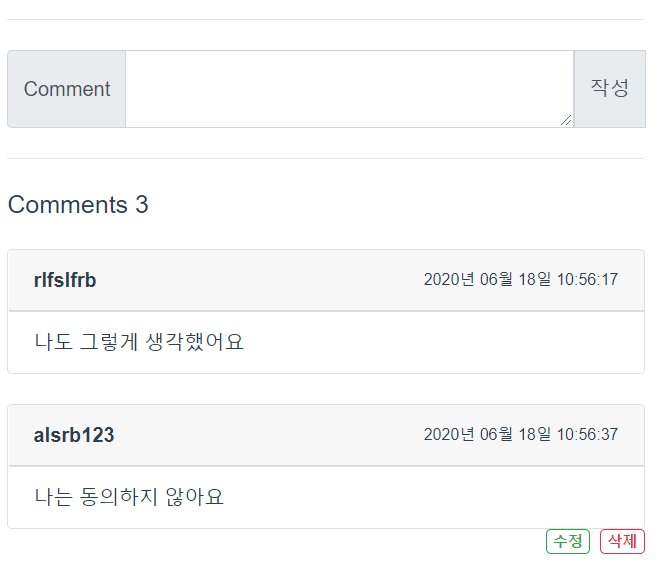 Comment 작성
Comments 3
rlfslfrb 2020년 06월 18일 10:56:17
나도 그렇게 생각했어요
alsrb123 2020년 06월 18일 10:56:37
나는 동의하지 않아요
수정 삭제